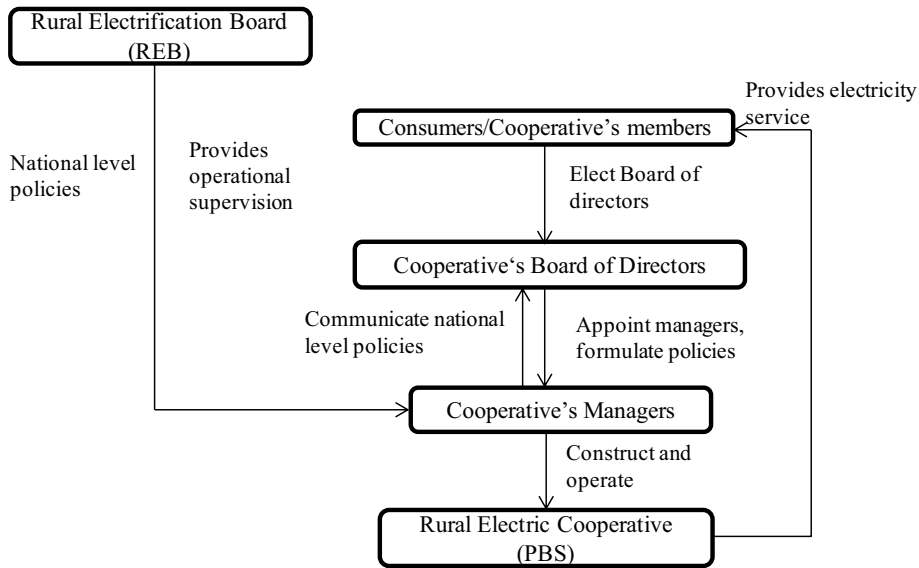 Rural Electrification Board
(REB)
Provides electricity
service
Consumers/Cooperative’s members
National level
policies
Provides
operational
supervision
Elect Board of
directors
Cooperative‘s Board of Directors
Communicate national
level policies
Appoint managers,
formulate policies
Cooperative’s Managers
Construct and
operate
Rural Electric Cooperative
(PBS)